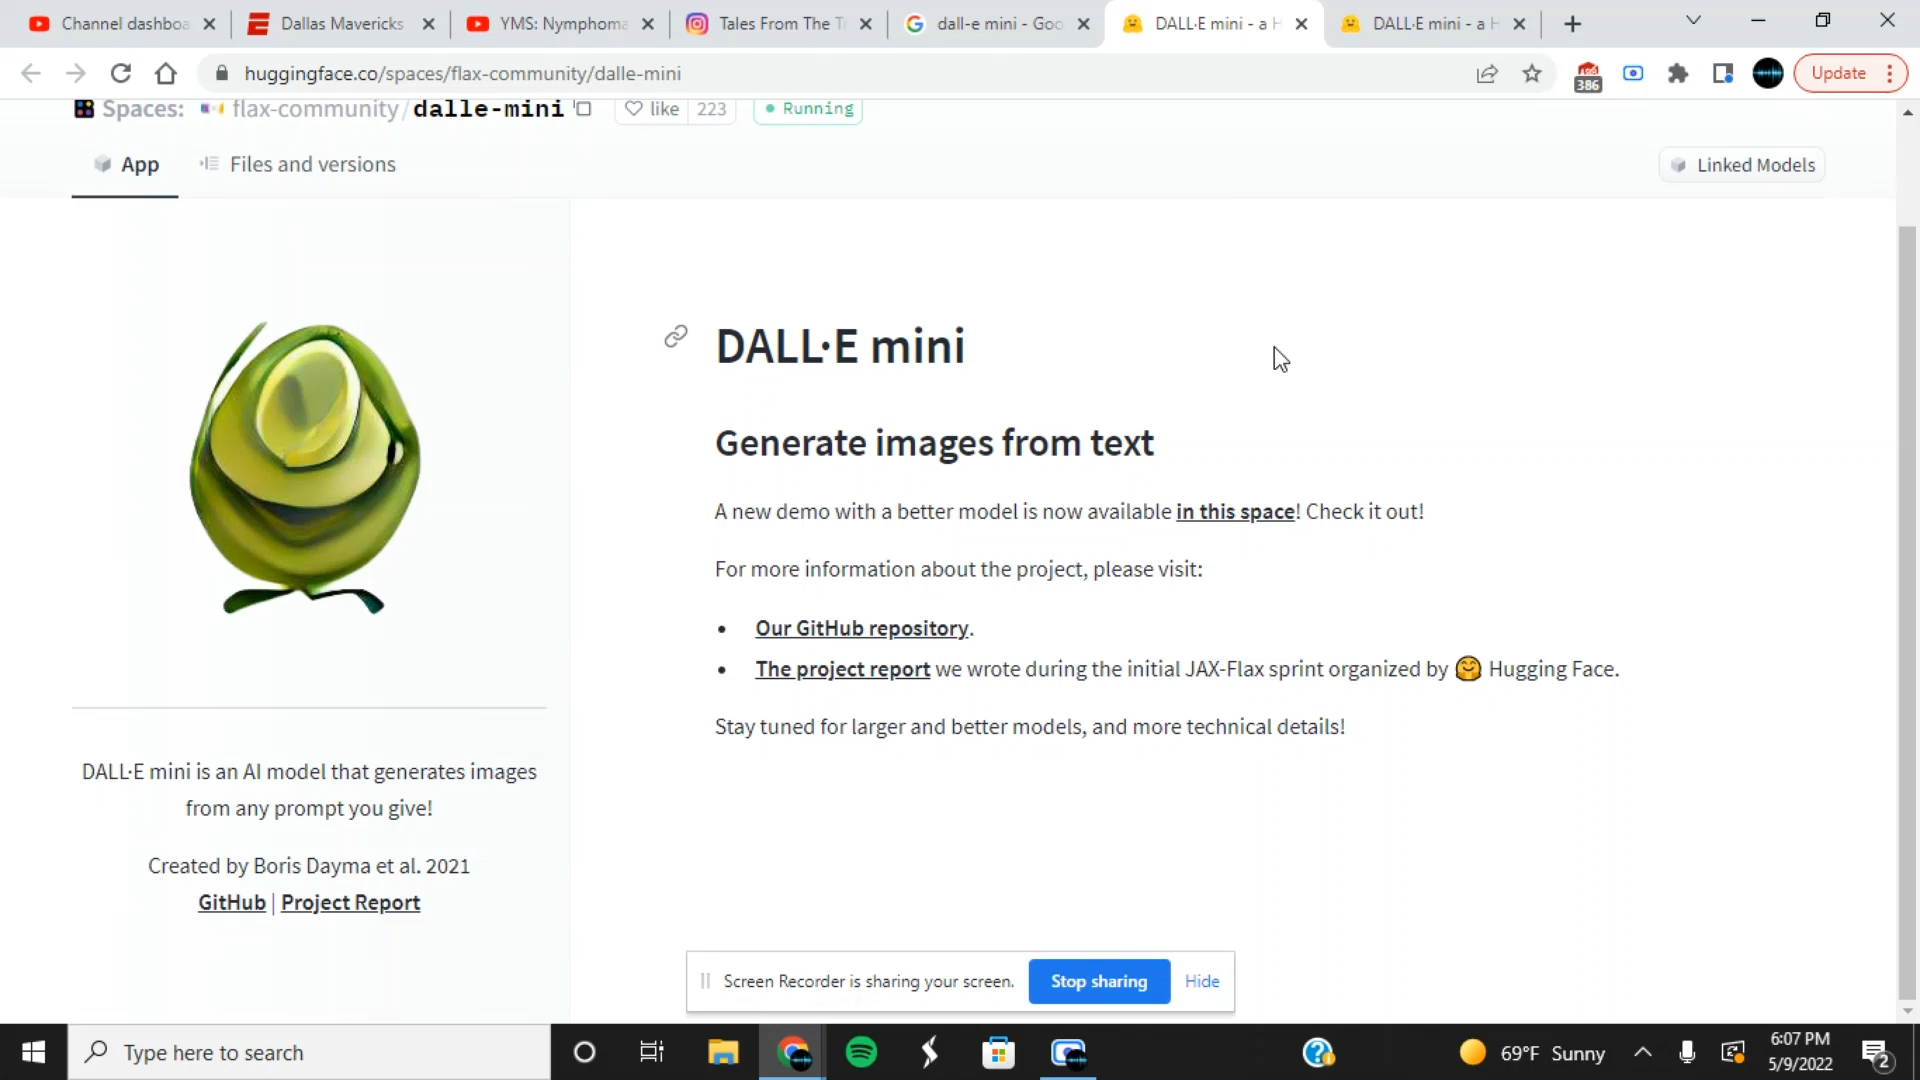 Channel dashboa
Dallas Mavericks
YMS: Nymphoma
Tales From The Tr
dall-e mini - Goo
DALL·E mini - a H
DALL·E mini - a H
huggingface.co/spaces/flax-community/dalle-mini
386
Update
Spaces: flax-community/dalle-mini
like 223
Running
App
Files and versions
Linked Models
DALL·E mini
Generate images from text
A new demo with a better model is now available in this space! Check it out!
For more information about the project, please visit:
• Our GitHub repository.
• The project report we wrote during the initial JAX-Flax sprint organized by 🤗 Hugging Face.
Stay tuned for larger and better models, and more technical details!
DALL·E mini is an AI model that generates images
from any prompt you give!
Created by Boris Dayma et al. 2021
GitHub | Project Report
Screen Recorder is sharing your screen.
Stop sharing
Hide
Type here to search
69°F Sunny
6:07 PM
5/9/2022
2